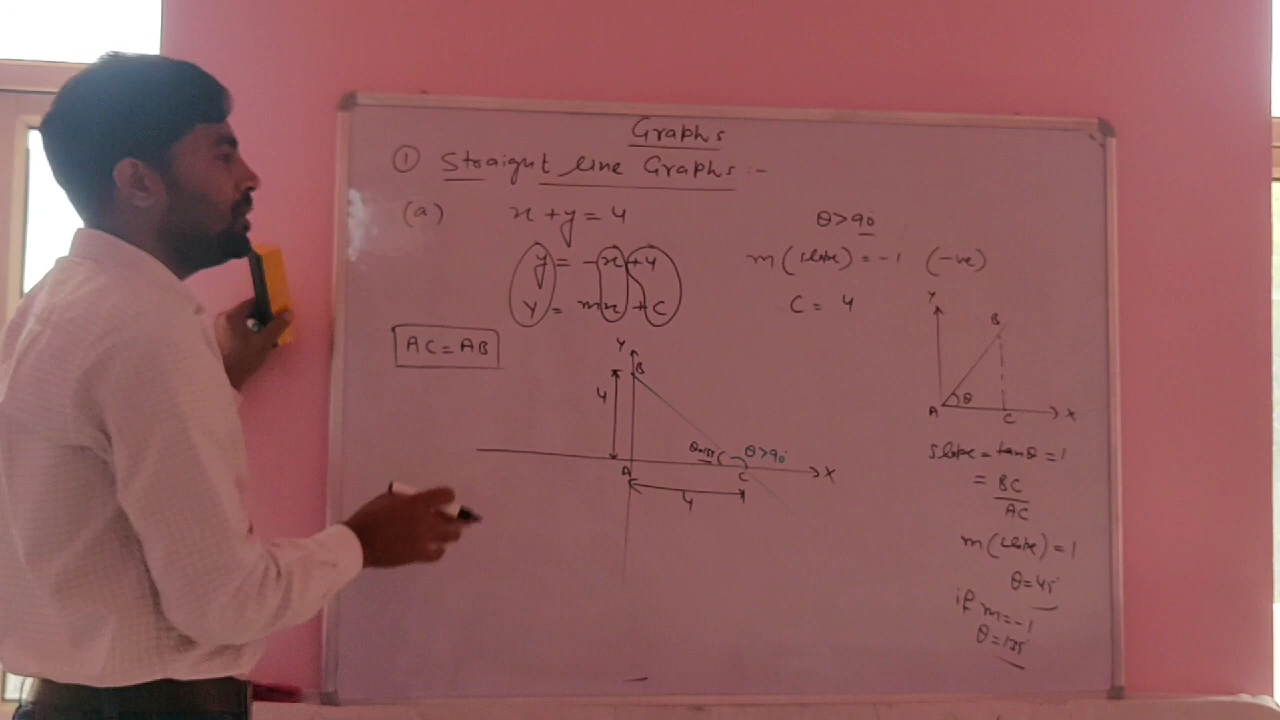 Graphs
① Straight line Graphs :-
(a) x + y = 4
θ > 90°
y = -x + 4
m (slope) = -1 (-ve)
Y = mx + C
C = 4
AC = AB
Y
B
4
θ=135°
θ > 90°
A
C
X
4
Y
B
A
θ
C
X
slope = tanθ = 1
= BC
AC
m (slope) = 1
θ = 45°
if m = -1
θ = 135°